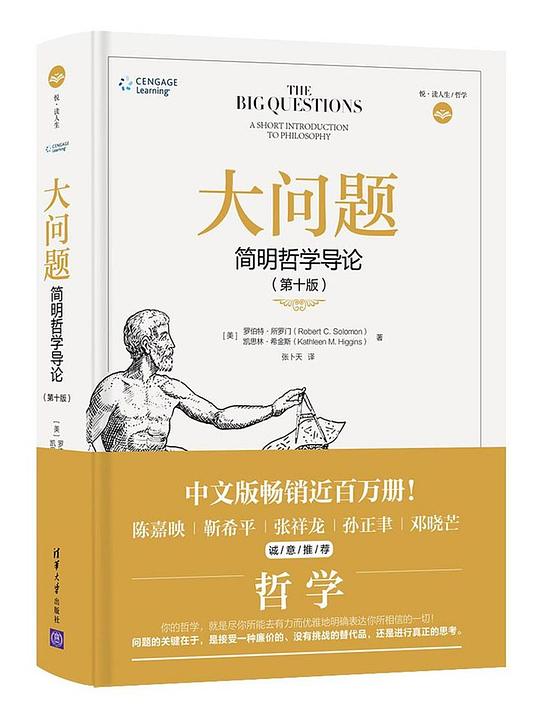 悦·读人生
CENGAGE
Learning
大问题
简明哲学导论
(第十版)
[美]
清华大学出版社
CENGAGE
Learning
THE
BIG QUESTIONS
A SHORT INTRODUCTION
TO PHILOSOPHY
悦·读人生/哲学
大问题
简明哲学导论
(第十版)
[美] 罗伯特·所罗门(Robert C. Solomon)
凯思林·希金斯(Kathleen M. Higgins) 著
张卜天 译
中文版畅销近百万册!
陈嘉映|靳希平|张祥龙|孙正聿|邓晓芒
诚/意/推/荐
哲学
你的哲学,就是尽你所能去有力而优雅地明确表达你所相信的一切!
问题的关键在于,是接受一种廉价的、没有挑战的替代品,还是进行真正的思考。